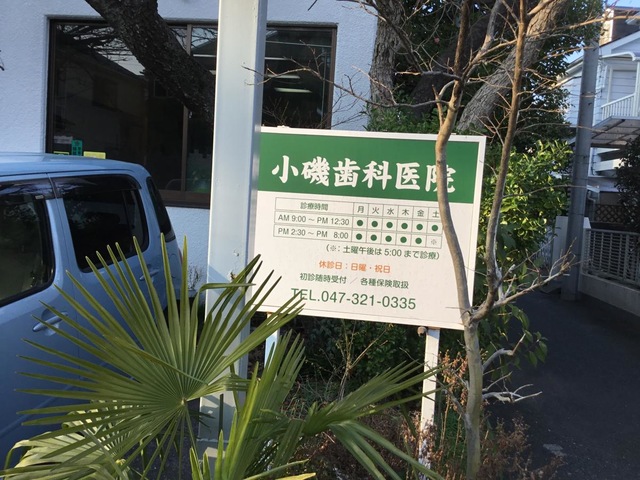 小磯歯科医院
診療時間 月 火 水 木 金 土
AM 9:00 ~ PM 12:30 ● ● ● ● ● ●
PM 2:30 ~ PM 8:00 ● ● ● ● ● ※
(※:土曜午後は5:00まで診療)
休診日:日曜・祝日
初診随時受付/各種保険取扱
TEL.047-321-0335